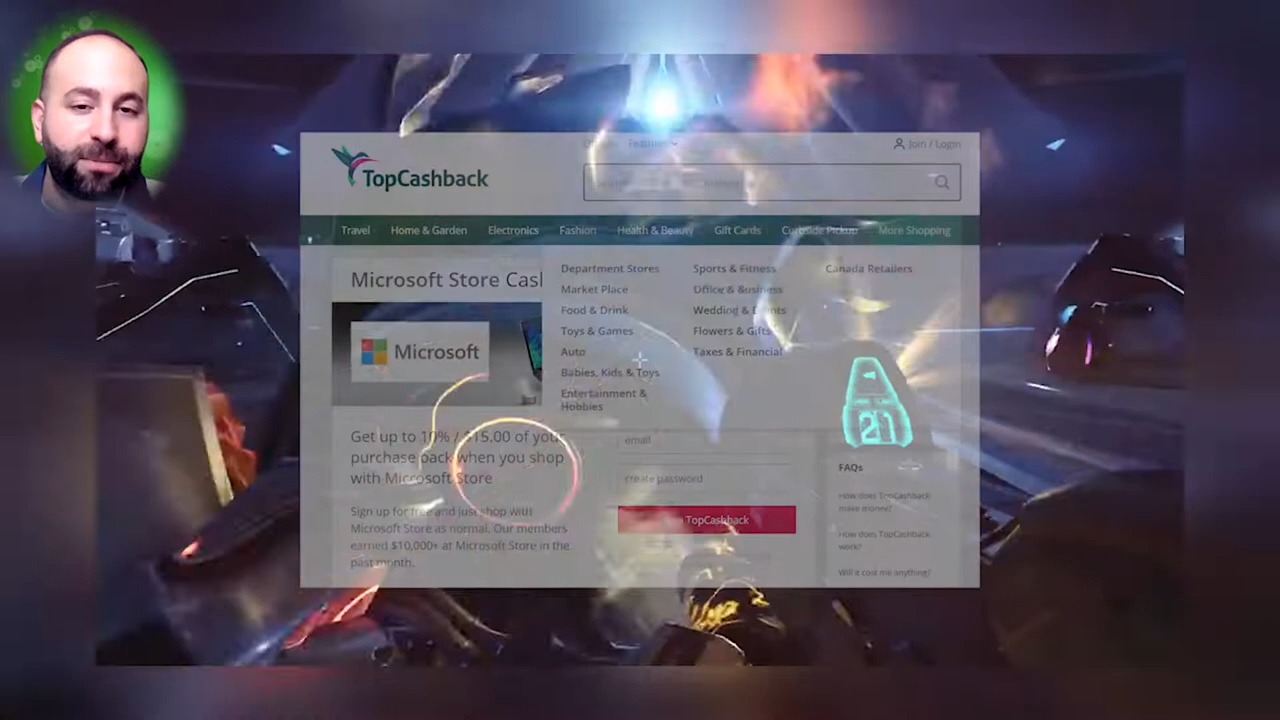 Join / Login
TopCashback
Travel Home & Garden Electronics Fashion Health & Beauty Gift Cards Curbside Pickup More Shopping
Microsoft Store Cas
Microsoft
Department Stores
Market Place
Food & Drink
Toys & Games
Auto
Babies, Kids & Toys
Entertainment &
Hobbies
Sports & Fitness
Office & Business
Wedding & Events
Flowers & Gifts
Taxes & Financial
Canada Retailers
21
Get up to 10% / $15.00 of your
purchase back when you shop
with Microsoft Store
Sign up for free and just shop with
Microsoft Store as normal. Our members
earned $10,000+ at Microsoft Store in the
past month.
email
create password
TopCashback
FAQs
How does TopCashback
make money?
How does TopCashback
work?
Will it cost me anything?